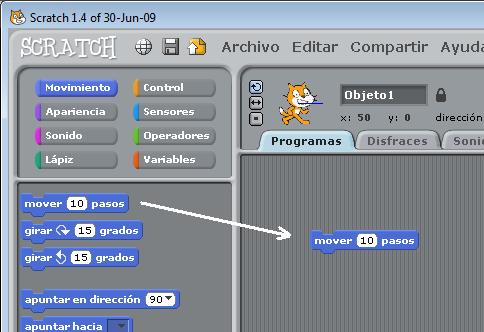 Scratch 1.4 of 30-Jun-09
SCRATCH Archivo Editar Compartir Ayuda
Movimiento Control
Apariencia Sensores
Sonido Operadores
Lápiz Variables
Objeto1
x: 50 y: 0 dirección
Programas Disfraces Soni
mover 10 pasos
girar 15 grados
girar 15 grados
apuntar en dirección 90
apuntar hacia
mover 10 pasos